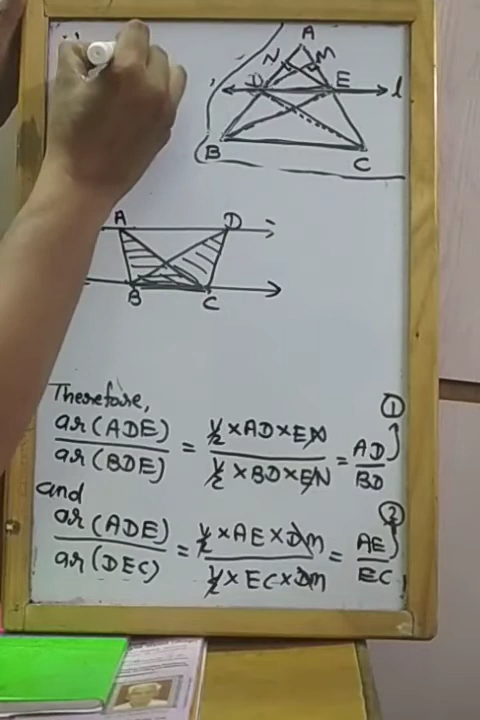 A
N M
D E l
B C
A D
B C
Therefore,
ar(ADE) / ar(BDE) = ½ × AD × EN / ½ × BD × EN = AD / BD ①
and
ar(ADE) / ar(DEC) = ½ × AE × DM / ½ × EC × DM = AE / EC ②